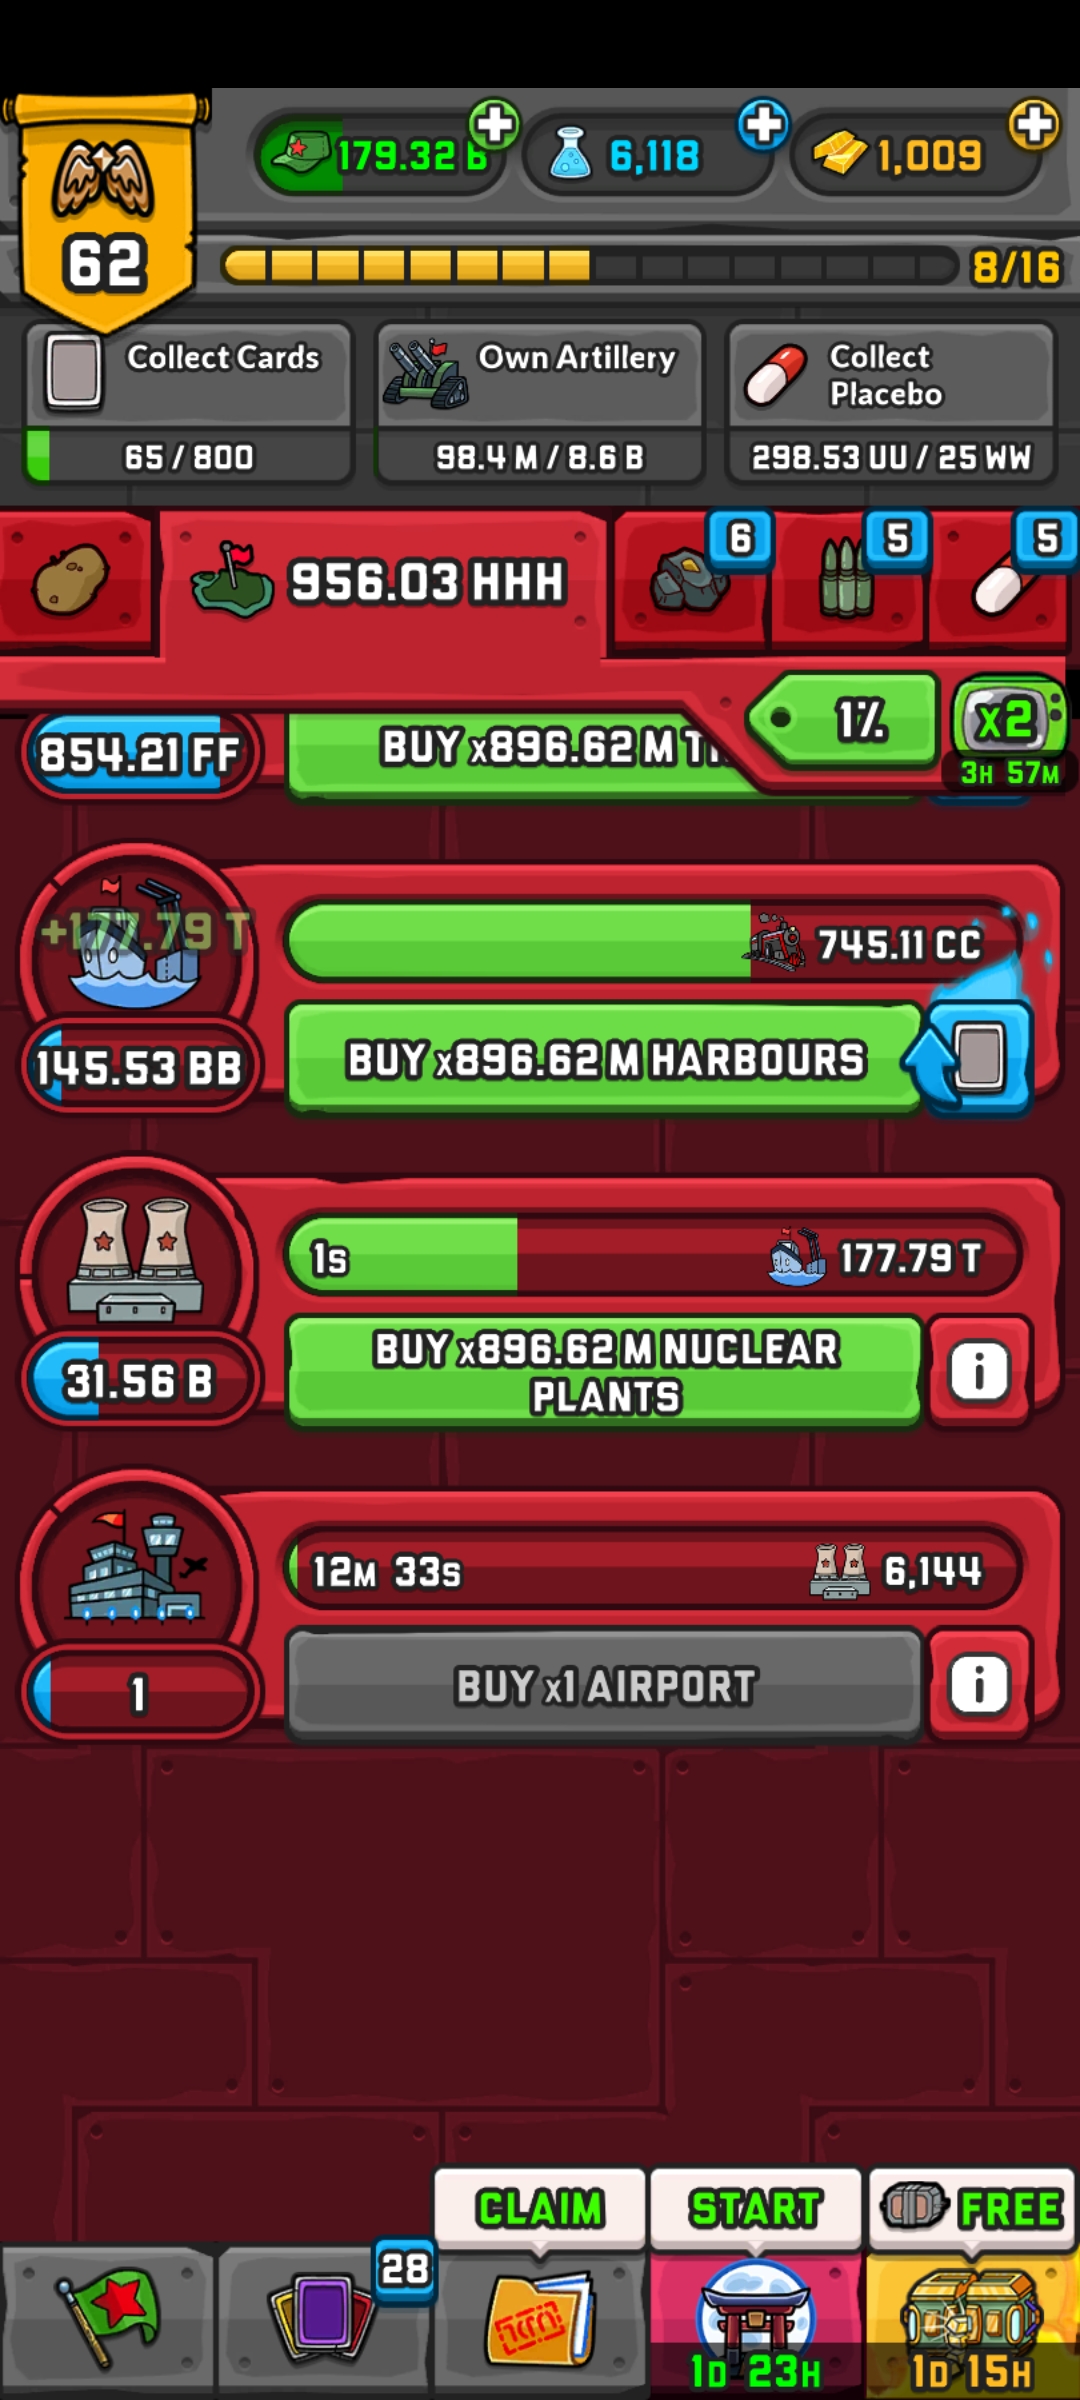 179.32 B
6,118
1,009
62
8/16
Collect Cards
Own Artillery
Collect
Placebo
65 / 800
98.4 M / 8.6 B
298.53 UU / 25 WW
956.03 HHH
6
5
5
1%
x2
3H 57M
854.21 FF
BUY x896.62 M
+177.79 T
745.11 CC
145.53 BB
BUY x896.62 M HARBOURS
1s
177.79 T
31.56 B
BUY x896.62 M NUCLEAR
PLANTS
12M 33s
6,144
1
BUY x1 AIRPORT
i
i
CLAIM
START
FREE
28
1D 23H
1D 15H